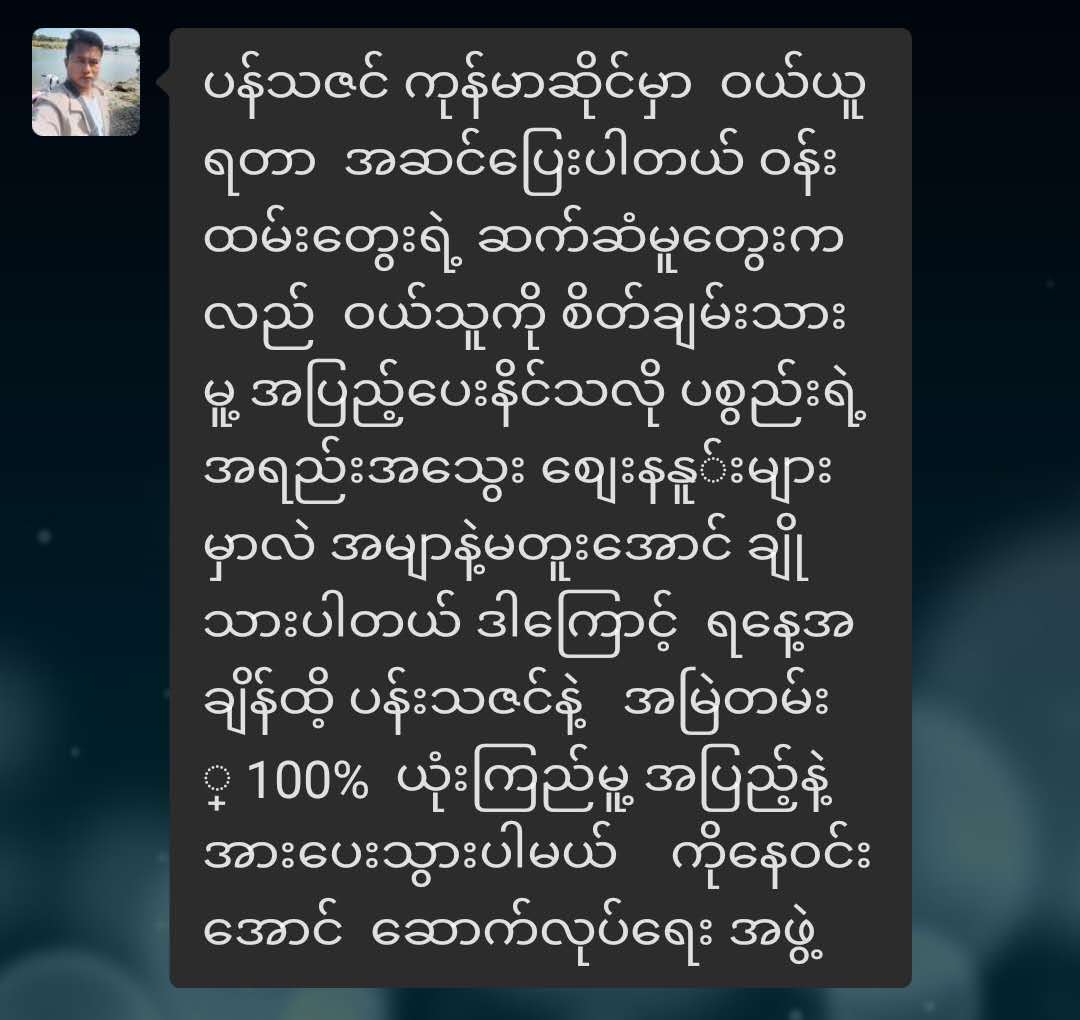 ပန်သဇင် ကုန်မာဆိုင်မှာ  ဝယ်ယူ
ရတာ  အဆင်ပြေးပါတယ် ဝန်း
ထမ်းတွေးရဲ့ ဆက်ဆံမူတွေးက
လည်  ဝယ်သူကို စိတ်ချမ်းသား
မူ့ အပြည့်ပေးနိင်သလို ပစ္စည်းရဲ့
အရည်းအသွေး စျေးနနူ်းများ
မှာလဲ အမျာနဲ့မတူးအောင် ချို
သားပါတယ် ဒါကြောင့်  ရနေ့အ
ချိန်ထိ့ ပန်းသဇင်နဲ့   အမြဲတမ်း
္ 100%  ယုံးကြည်မူ့ အပြည့်နဲ့
အားပေးသွားပါမယ်    ကိုနေဝင်း
အောင်  ဆောက်လုပ်ရေး အဖွဲ့